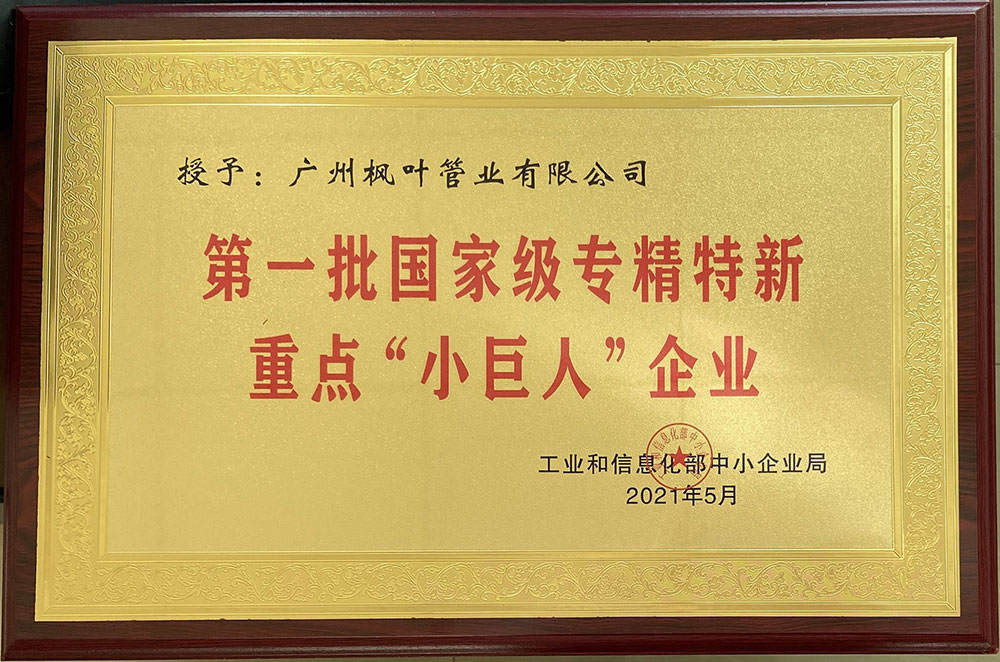 授予：广州枫叶管业有限公司
第一批国家级专精特新
重点“小巨人”企业
工业和信息化部中小企业局
2021年5月